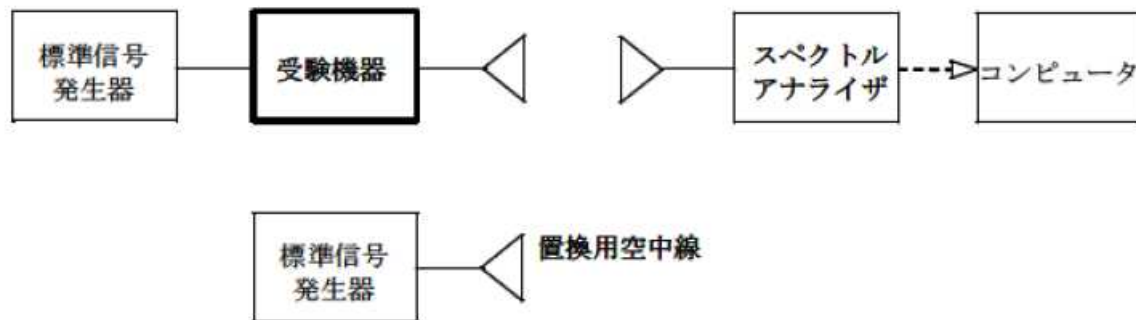 標準信号
発生器
受験機器
スペクトル
アナライザ
コンピュータ
標準信号
発生器
置換用空中線